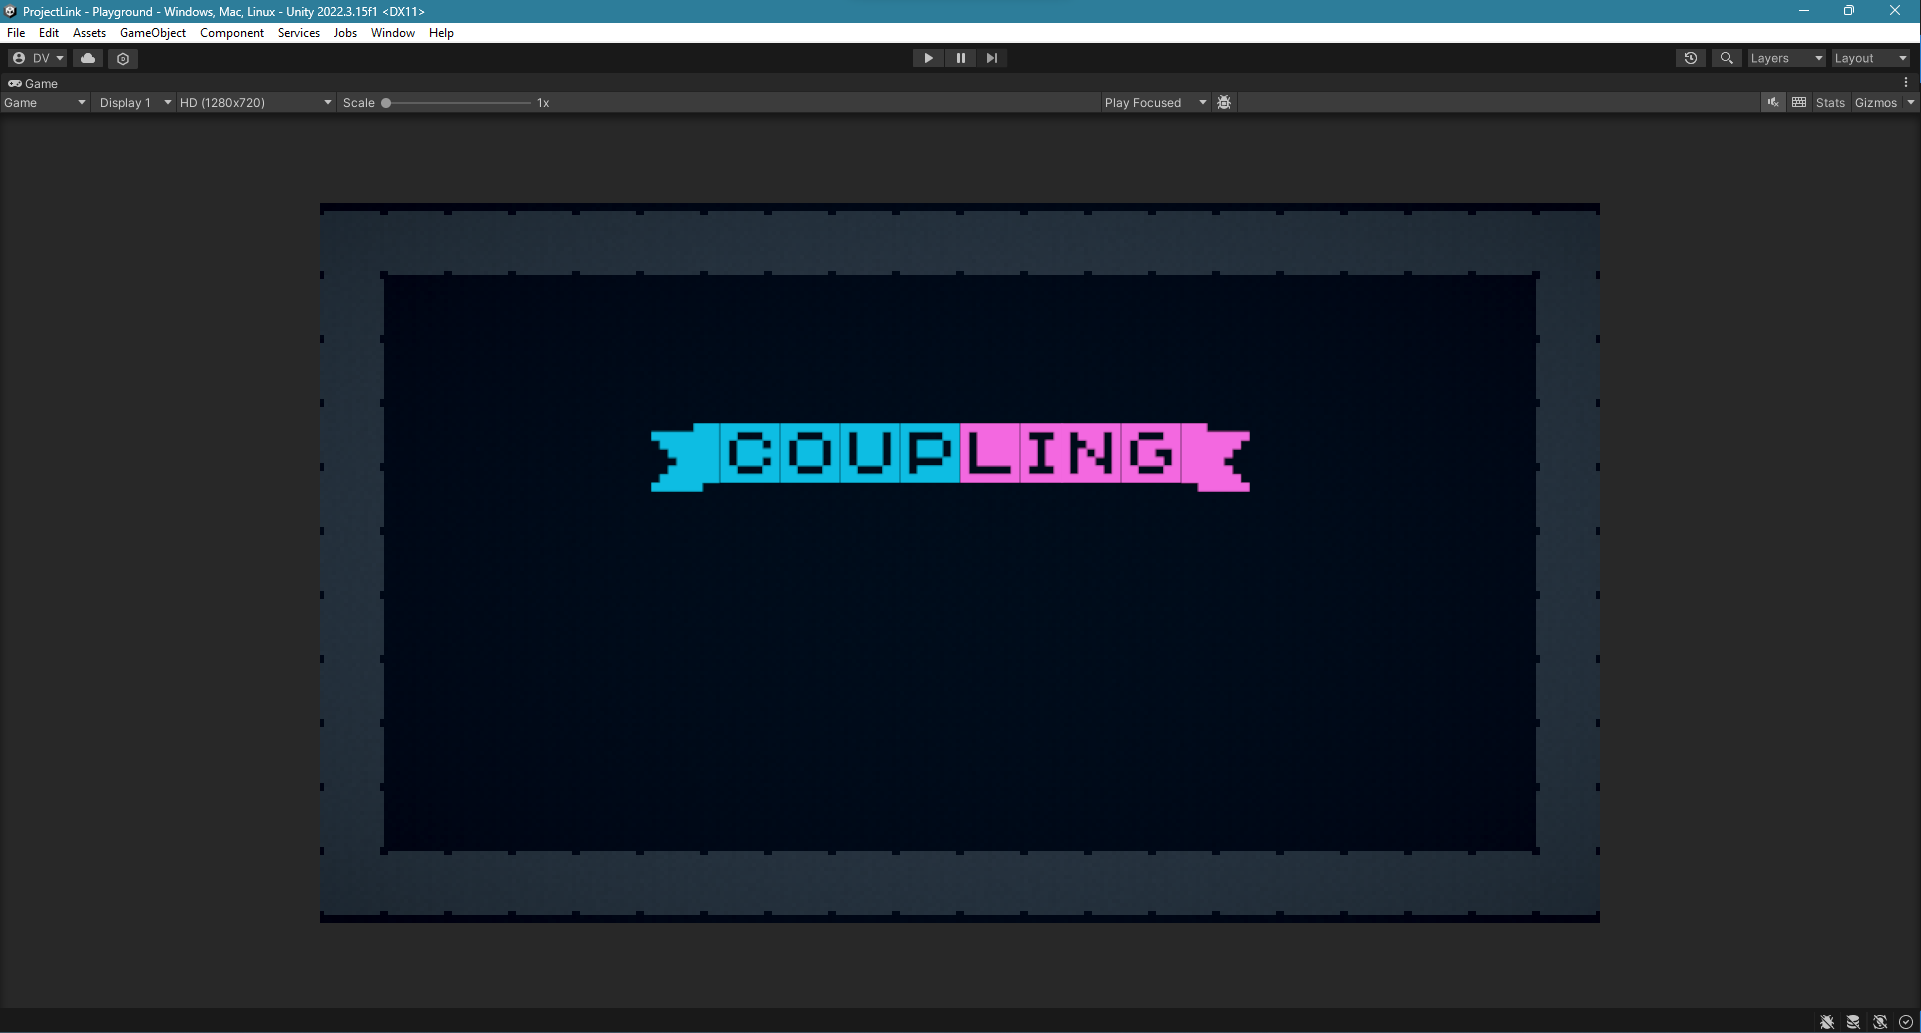 ProjectLink - Playground - Windows, Mac, Linux - Unity 2022.3.15f1 <DX11>
File Edit Assets GameObject Component Services Jobs Window Help
DV Layers Layout
Game
Game Display 1 HD (1280x720) Scale 1x Play Focused Stats Gizmos
COUPLING